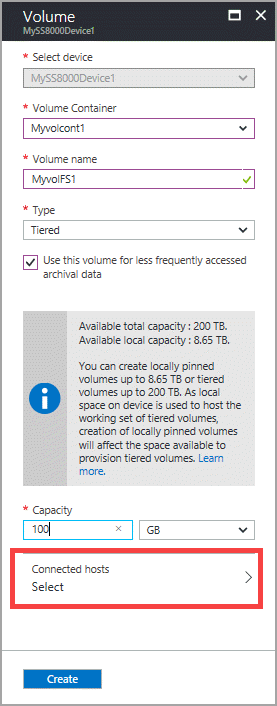 Volume
MySS8000Device1
* Select device
MySS8000Device1
* Volume Container
Myvolcont1
* Volume name
MyvolFS1
* Type
Tiered
Use this volume for less frequently accessed
archival data
Available total capacity : 200 TB.
Available local capacity : 8.65 TB.
You can create locally pinned
volumes up to 8.65 TB or tiered
volumes up to 200 TB. As local
space on device is used to host the
working set of tiered volumes,
creation of locally pinned volumes
will affect the space available to
provision tiered volumes. Learn
more.
* Capacity
100 GB
Connected hosts
Select
Create